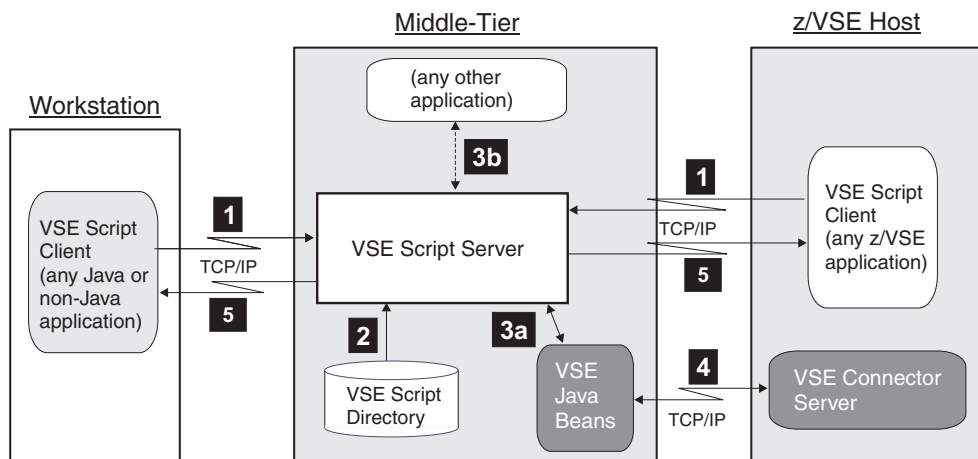 Middle-Tier
z/VSE Host
Workstation
(any other
application)
3b
VSE Script
Client
(any Java or
non-Java
application)
1
TCP/IP
5
VSE Script Server
1
TCP/IP
5
VSE Script
Client
(any z/VSE
application)
2
3a
VSE Script
Directory
VSE
Java
Beans
4
TCP/IP
VSE Connector
Server